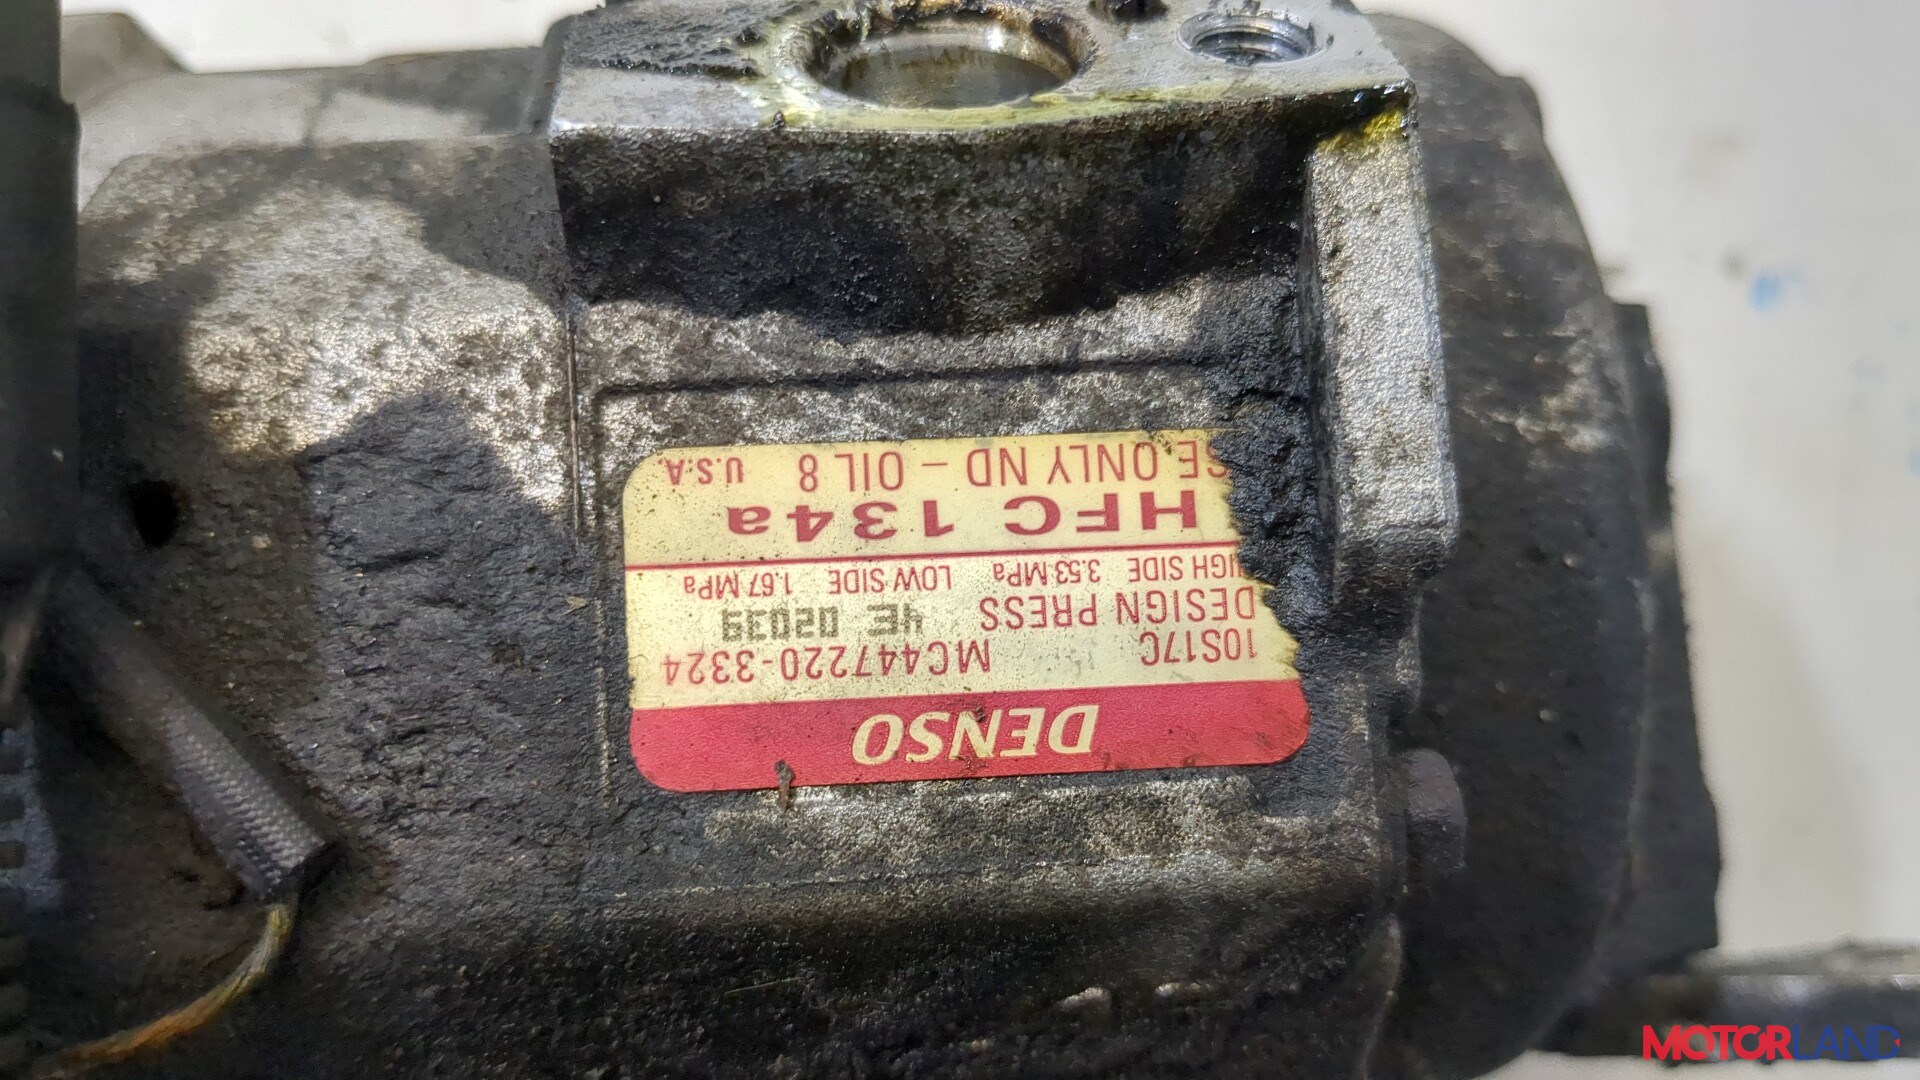 DENSO
10S17C MC447220-3324
4E 02039
DESIGN PRESS
HIGH SIDE 3.53 MPa LOW SIDE 1.67 MPa
HFC 134a
SE ONLY ND - OIL 8 U.S.A
MOTORLAND